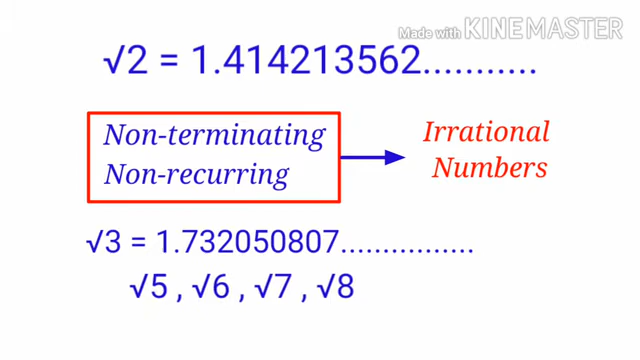 Made with KINEMASTER
√2 = 1.414213562...........
Non-terminating
Non-recurring
Irrational
Numbers
√3 = 1.732050807................
√5 , √6 , √7 , √8